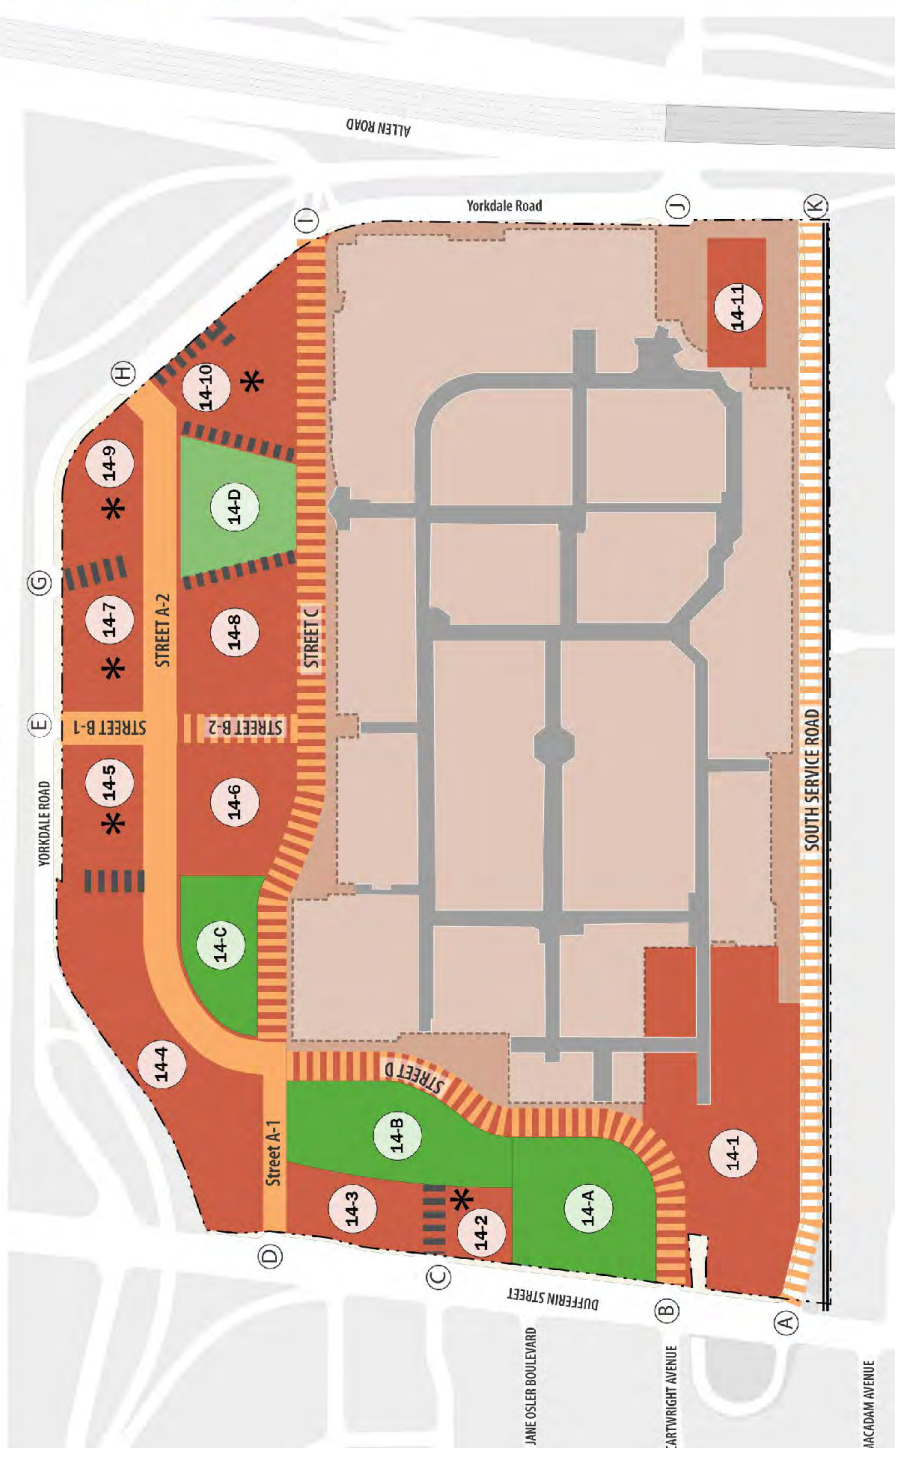 ALLEN ROAD
Yorkdale Road
I
J
K
14-11
H
14-10
*
14-9
*
14-D
G
14-7
*
STREET A-2
14-8
STREET C
E
STREET B-1
STREET B-2
YORKDALE ROAD
14-5
*
14-6
SOUTH SERVICE ROAD
14-C
14-4
STREET D
Street A-1
14-B
14-1
14-3
14-2
*
14-A
D
C
B
A
DUFFERIN STREET
JANE OSLER BOULEVARD
CARTWRIGHT AVENUE
MACADAM AVENUE